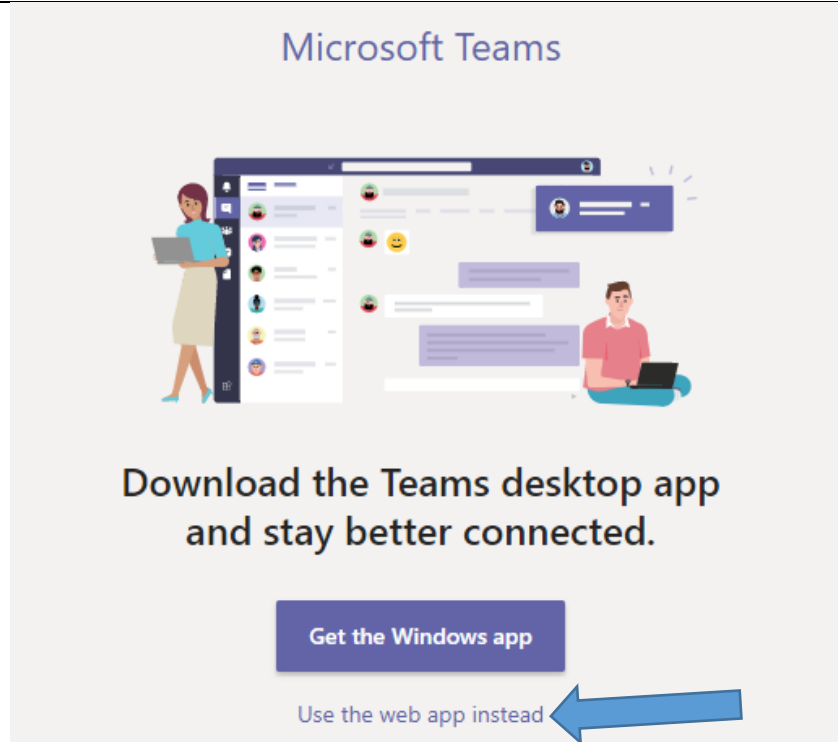 Microsoft Teams
Download the Teams desktop app
and stay better connected.
Get the Windows app
Use the web app instead